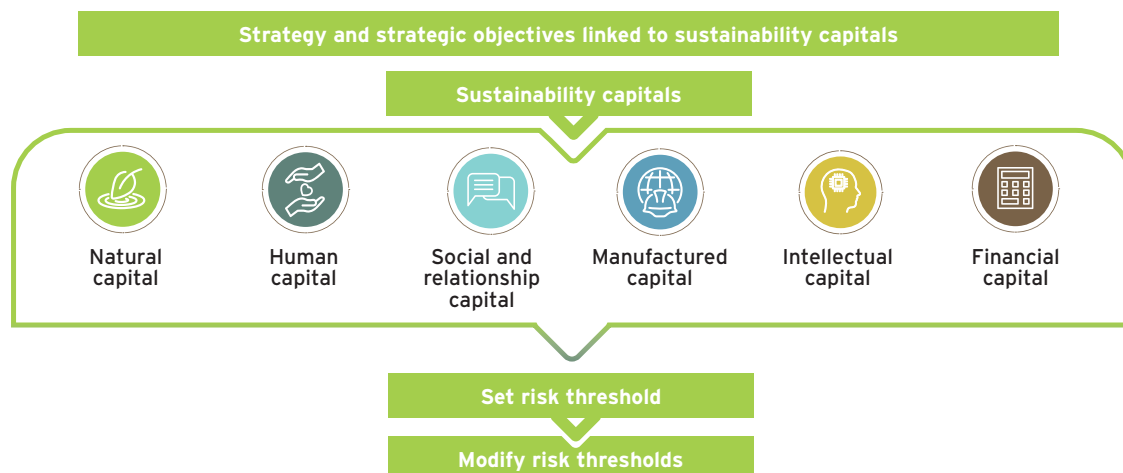 Strategy and strategic objectives linked to sustainability capitals
Sustainability capitals
Natural
capital
Human
capital
Social and
relationship
capital
Manufactured
capital
Intellectual
capital
Financial
capital
Set risk threshold
Modify risk thresholds